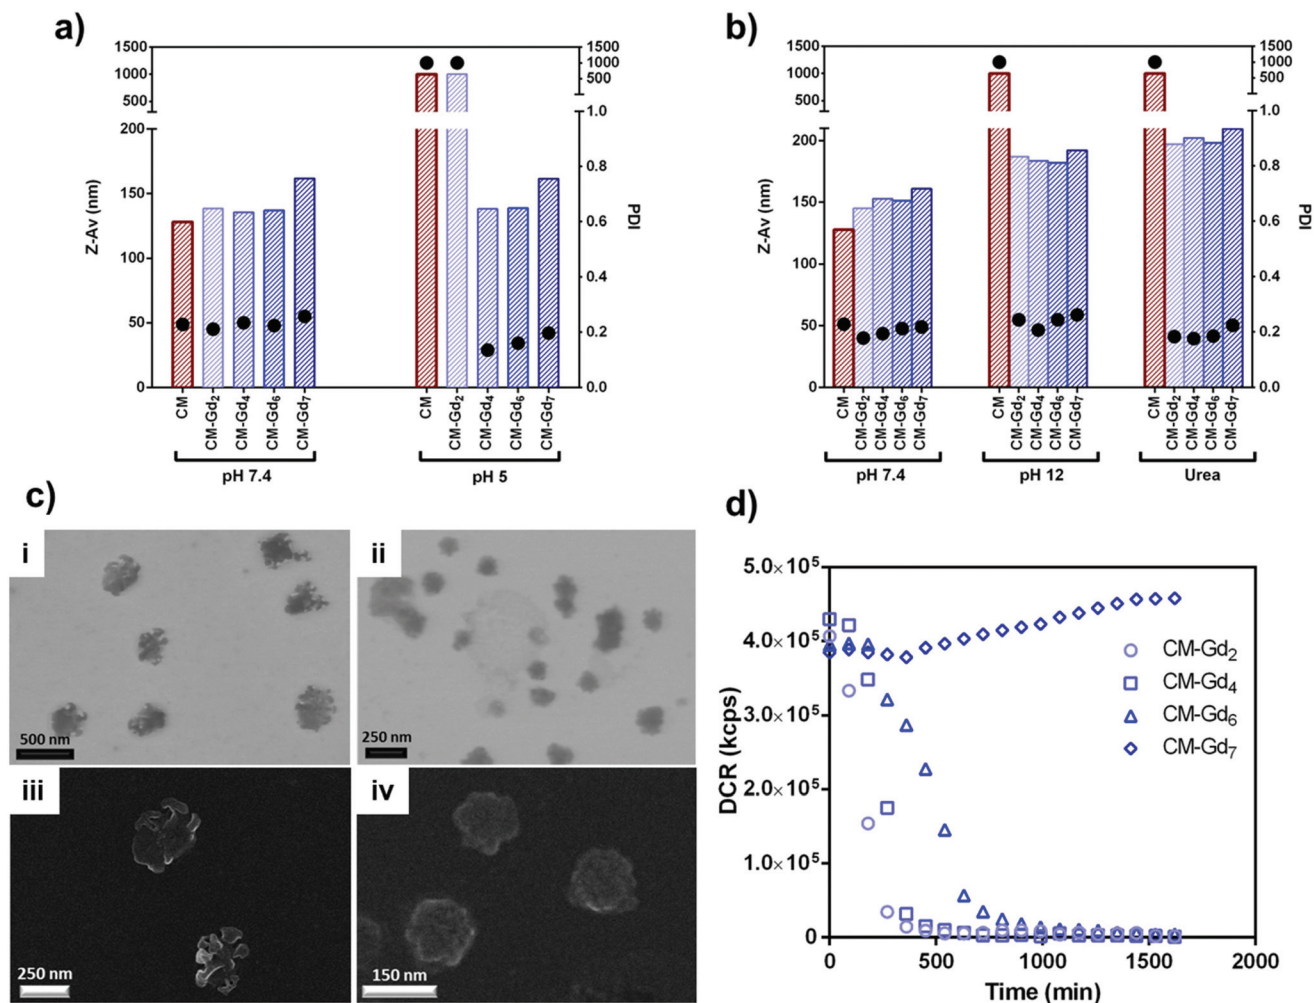 a)
1500
1000
500
200
150
100
50
0
Z-Av (nm)
1500
1000
500
1.0
0.8
0.6
0.4
0.2
0.0
PDI
CM
CM-Gd₂
CM-Gd₄
CM-Gd₆
CM-Gd₇
pH 7.4
CM
CM-Gd₂
CM-Gd₄
CM-Gd₆
CM-Gd₇
pH 5
b)
1500
1000
500
200
150
100
50
0
Z-Av (nm)
1500
1000
500
1.0
0.8
0.6
0.4
0.2
0.0
PDI
CM
CM-Gd₂
CM-Gd₄
CM-Gd₆
CM-Gd₇
pH 7.4
CM
CM-Gd₂
CM-Gd₄
CM-Gd₆
CM-Gd₇
pH 12
CM
CM-Gd₂
CM-Gd₄
CM-Gd₆
CM-Gd₇
Urea
c)
i
500 nm
ii
250 nm
iii
250 nm
iv
150 nm
d)
5.0×10⁵
4.0×10⁵
3.0×10⁵
2.0×10⁵
1.0×10⁵
0
DCR (kcps)
CM-Gd₂
CM-Gd₄
CM-Gd₆
CM-Gd₇
0
500
1000
1500
2000
Time (min)